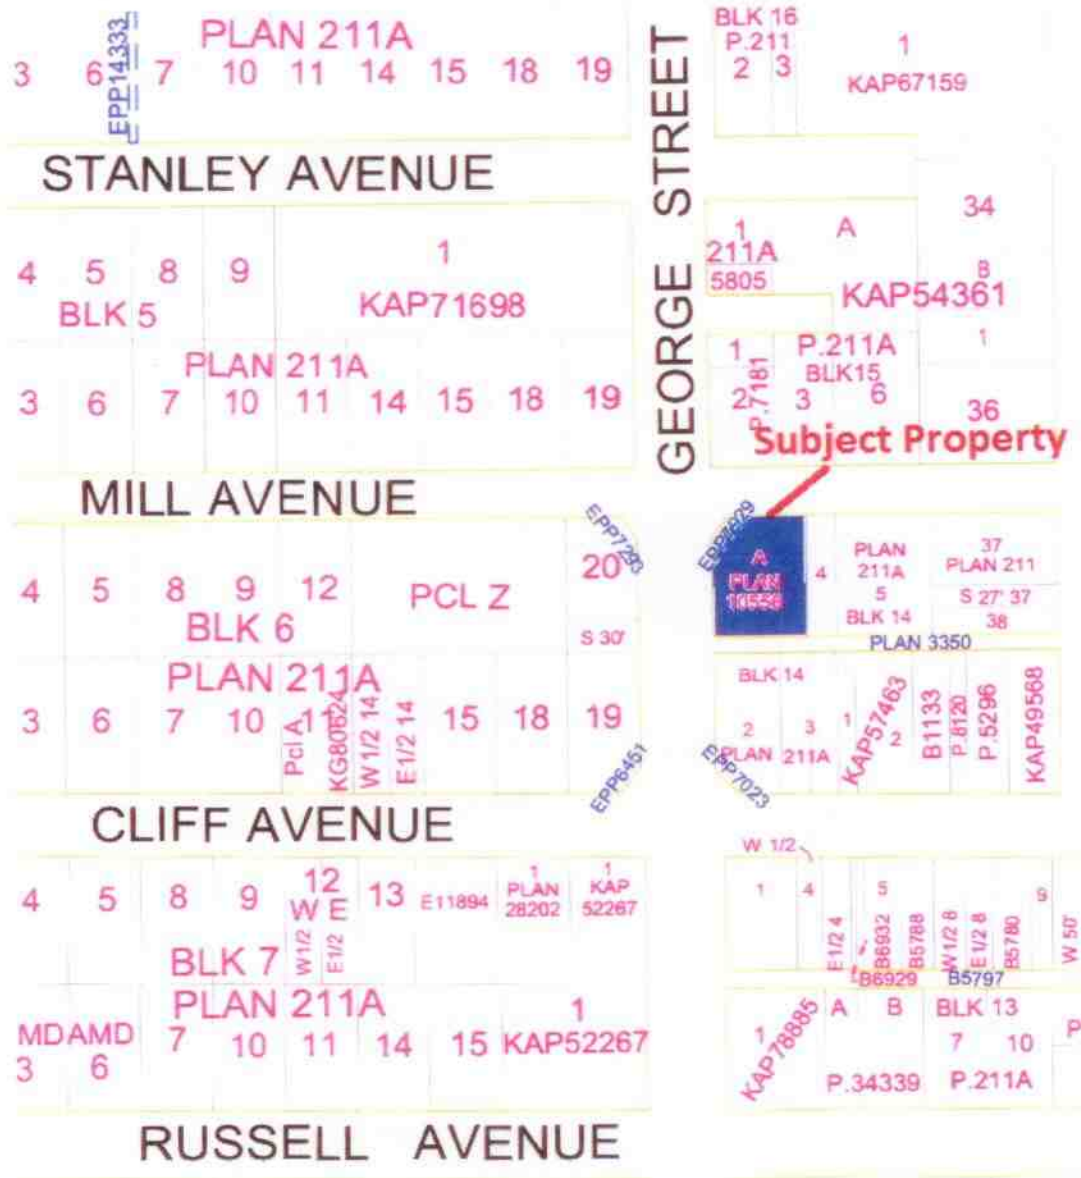 EPP14333
PLAN 211A
3 6 7 10 11 14 15 18 19
BLK 16
P.211
2 3
1
KAP67159
STANLEY AVENUE
GEORGE STREET
4 5 8 9
BLK 5
1
KAP71698
PLAN 211A
3 6 7 10 11 14 15 18 19
1
211A
5805
A
34
8
KAP54361
1
P.211A
BLK15
1
2
P.7181
3 6
36
Subject Property
MILL AVENUE
EPP7293
EPP7829
4 5 8 9 12
BLK 6
PCL Z
20
S 30'
A
PLAN
10556
4
PLAN
211A
5
BLK 14
37
PLAN 211
S 27' 37
38
PLAN 3350
PLAN 211A
3 6 7 10 11
Pcl A
KG80624
W1/2 14
E1/2 14
15 18 19
EPP6451
BLK 14
2 3
PLAN 211A
1
KAP57463
2
B1133
P.8120
P.5296
KAP49568
EPP7023
CLIFF AVENUE
4 5 8 9
12
W E
W1/2
E1/2
13
E11894
1
PLAN
28202
1
KAP
52267
BLK 7
W 1/2
1 4
E1/2 4
5
B6932
B5788
W1/2 8
E1/2 8
B5780
9
W 50'
B6929
B5797
PLAN 211A
MD AMD
3 6
7 10 11 14 15
1
KAP52267
1
KAP78885
A B
P.34339
BLK 13
7 10
P.211A
P
RUSSELL AVENUE